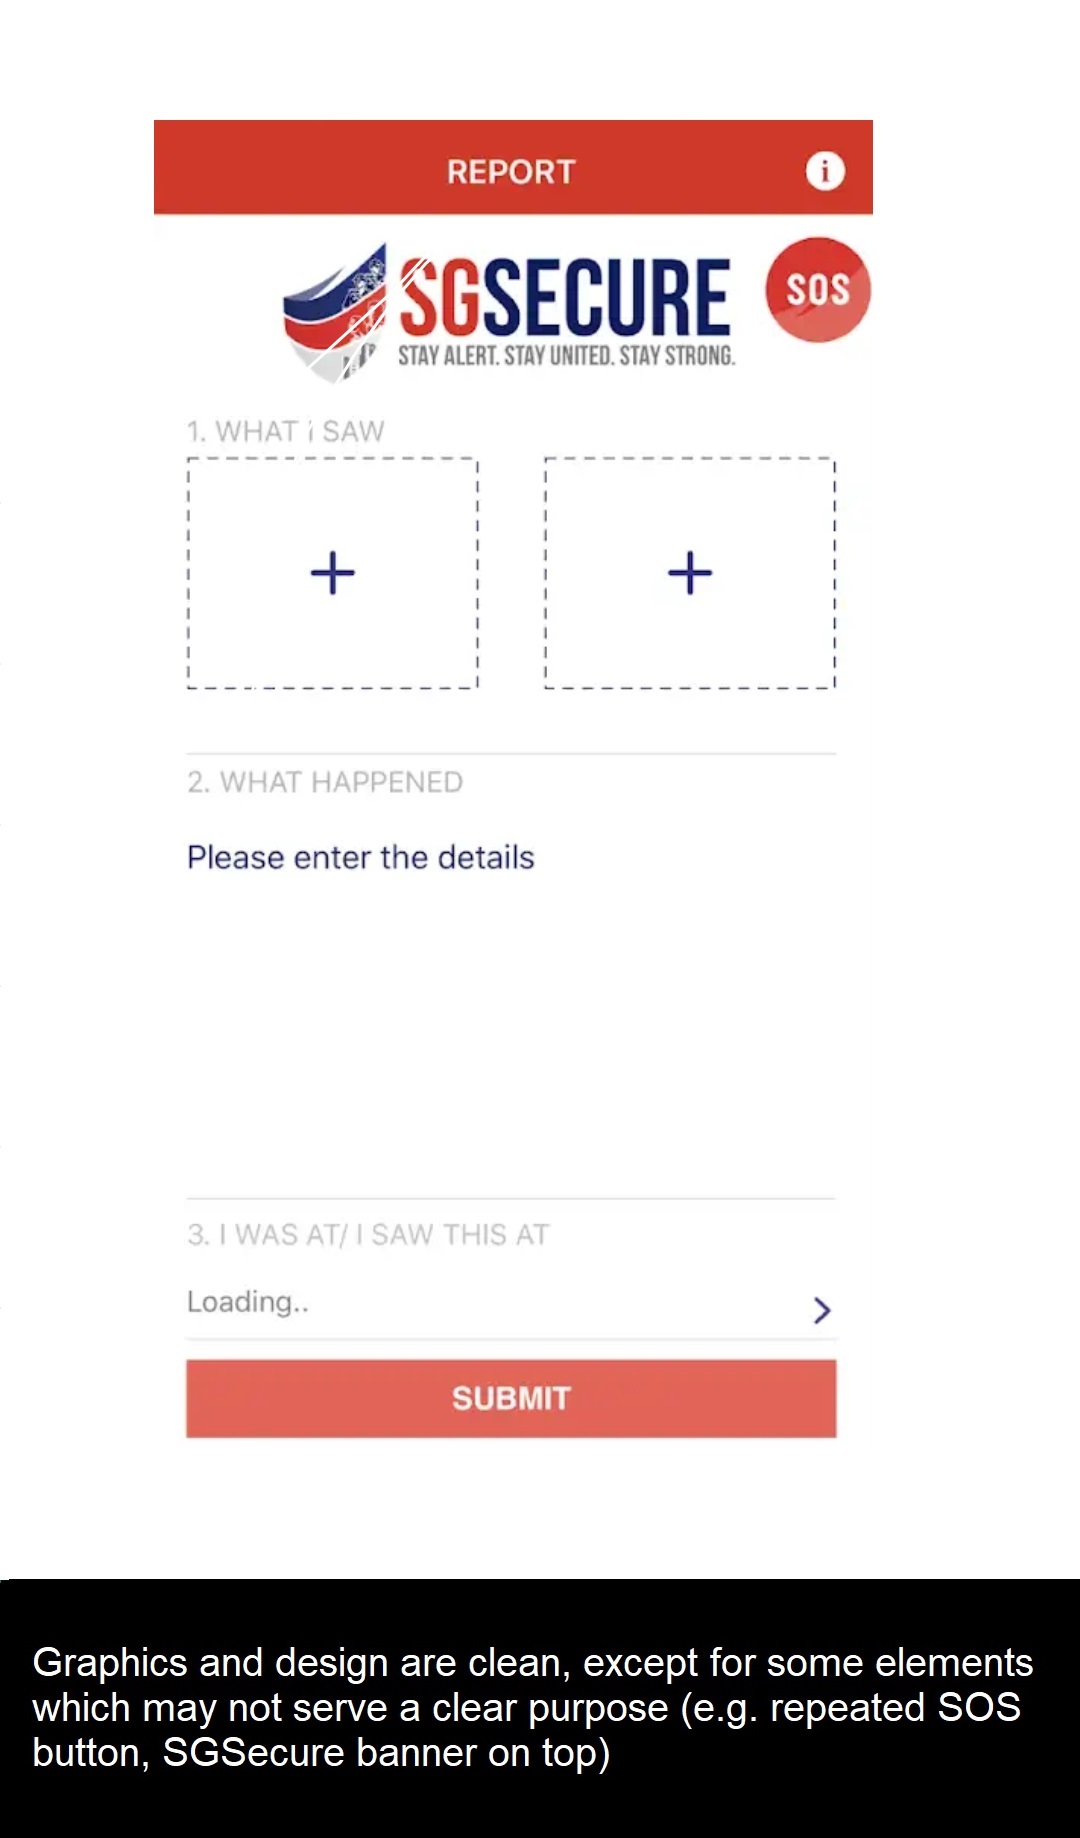 REPORT
i
SGSECURE
STAY ALERT. STAY UNITED. STAY STRONG.
SOS
1. WHAT i SAW
+ +
2. WHAT HAPPENED
Please enter the details
3. I WAS AT/ I SAW THIS AT
Loading..
SUBMIT
Graphics and design are clean, except for some elements
which may not serve a clear purpose (e.g. repeated SOS
button, SGSecure banner on top)